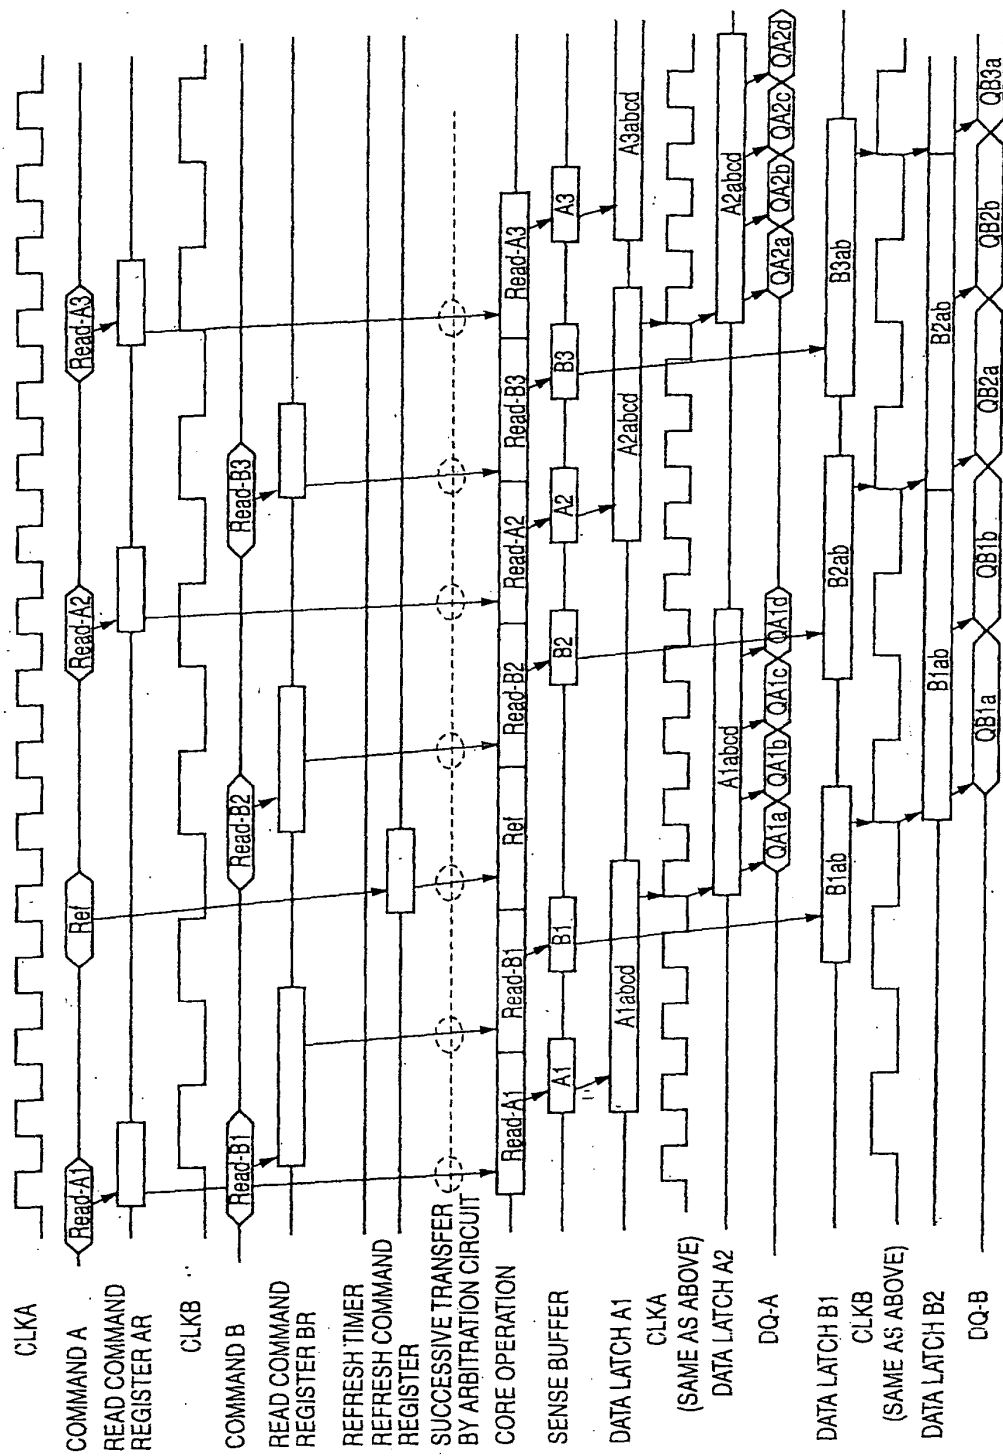 CLKA
COMMAND A
Read-A1
Ref
Read-A2
Read-A3
READ COMMAND
REGISTER AR
CLKB
COMMAND B
Read-B1
Read-B2
Read-B3
READ COMMAND
REGISTER BR
REFRESH TIMER
REFRESH COMMAND
REGISTER
SUCCESSIVE TRANSFER
BY ARBITRATION CIRCUIT
CORE OPERATION
Read-A1
Read-B1
Ref
Read-B2
Read-A2
Read-B3
Read-A3
SENSE BUFFER
A1
B1
B2
A2
B3
A3
DATA LATCH A1
A1abcd
A2abcd
A3abcd
CLKA
(SAME AS ABOVE)
DATA LATCH A2
A1abcd
A2abcd
DQ-A
QA1a
QA1b
QA1c
QA1d
QA2a
QA2b
QA2c
QA2d
DATA LATCH B1
B1ab
B2ab
B3ab
CLKB
(SAME AS ABOVE)
DATA LATCH B2
B1ab
B2ab
DQ-B
QB1a
QB1b
QB2a
QB2b
QB3a